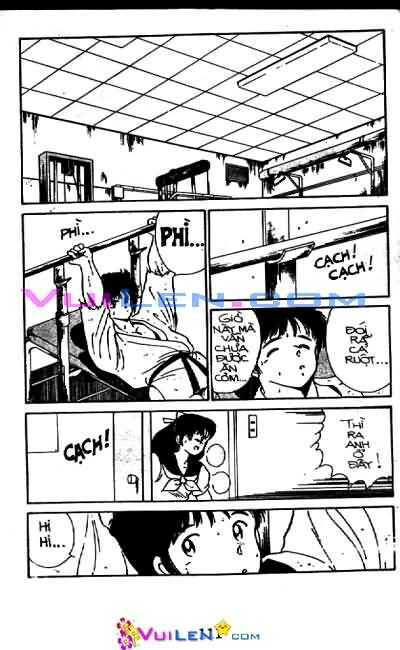 PHÌ...
PHÌ...
CẠCH!
CẠCH!
VUILEN.COM
GIỜ
NÀY MÀ
VẪN
CHƯA
ĐƯỢC
ĂN
CƠM...
ĐÓI
RÃ
CẢ
RUỘT...
CẠCH!
THÌ
RA
ANH
Ở
ĐÂY!
HI
HÌ...
VUILEN.COM